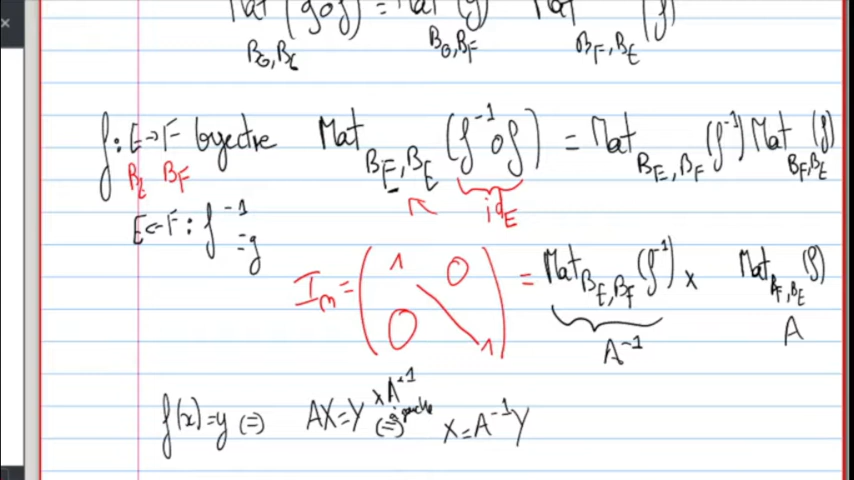 Mat (g∘f) = Mat (g) Mat (f)
B_G, B_E B_G, B_F B_F, B_E
f: E → F byective Mat_{B_E, B_E} (f^{-1} ∘ f) = Mat_{B_E, B_F} (f^{-1}) Mat_{B_F, B_E} (f)
B_E B_F id_E
E ← F : f^{-1} = g
I_n = ( 1 0 0 1 ) = Mat_{B_E, B_F} (f^{-1}) × Mat_{B_F, B_E} (f)
A^{-1} A
×A^{-1} gauche
f(x) = y ⇔ AX = Y ⇔ X = A^{-1} Y